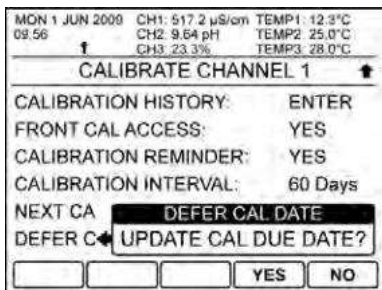 MON 1 JUN 2009 CH1: 517.2 µS/cm TEMP1: 12.3°C
09:56 CH2: 9.64 pH TEMP2: 25.0°C
CH3: 23.3% TEMP3: 28.0°C
CALIBRATE CHANNEL 1
CALIBRATION HISTORY: ENTER
FRONT CAL ACCESS: YES
CALIBRATION REMINDER: YES
CALIBRATION INTERVAL: 60 Days
NEXT CA DEFER CAL DATE
DEFER C UPDATE CAL DUE DATE?
YES NO